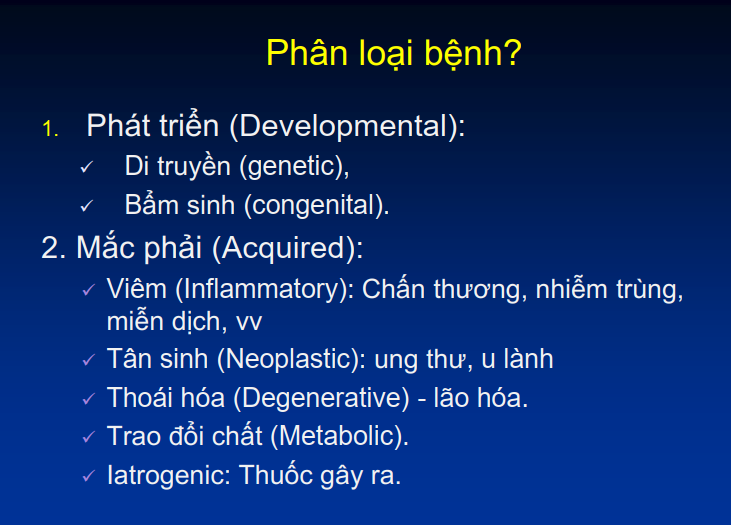 Phân loại bệnh?
1. Phát triển (Developmental):
✓ Di truyền (genetic),
✓ Bẩm sinh (congenital).
2. Mắc phải (Acquired):
✓ Viêm (Inflammatory): Chấn thương, nhiễm trùng,
miễn dịch, vv
✓ Tân sinh (Neoplastic): ung thư, u lành
✓ Thoái hóa (Degenerative) - lão hóa.
✓ Trao đổi chất (Metabolic).
✓ Iatrogenic: Thuốc gây ra.